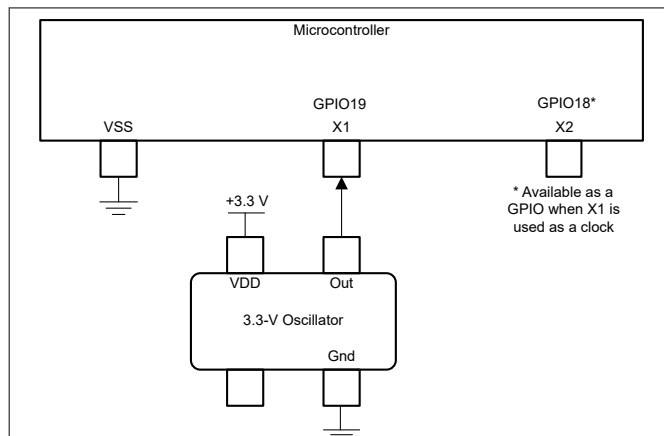 Microcontroller
GPIO19
GPIO18*
VSS
X1
X2
* Available as a
GPIO when X1 is
used as a clock
+3.3 V
VDD
Out
3.3-V Oscillator
Gnd